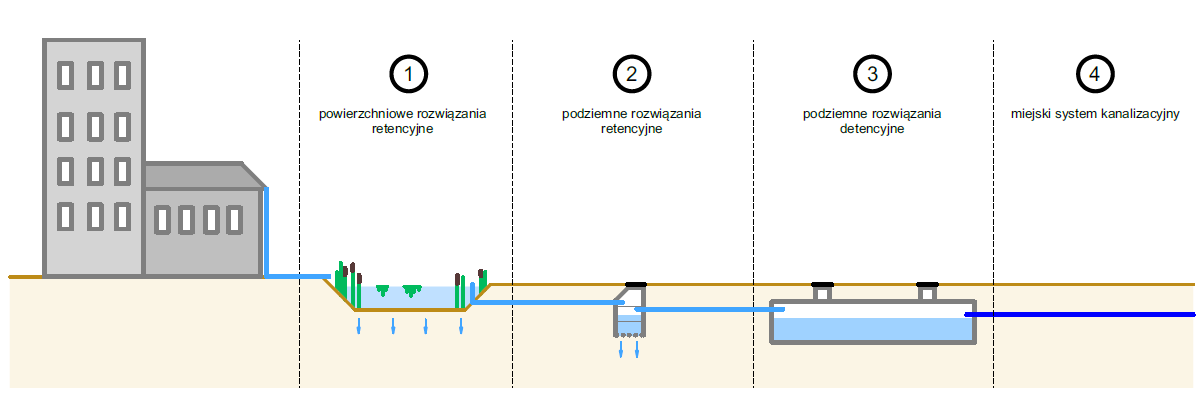 1
powierzchniowe rozwiązania
retencyjne
2
podziemne rozwiązania
retencyjne
3
podziemne rozwiązania
detencyjne
4
miejski system kanalizacyjny